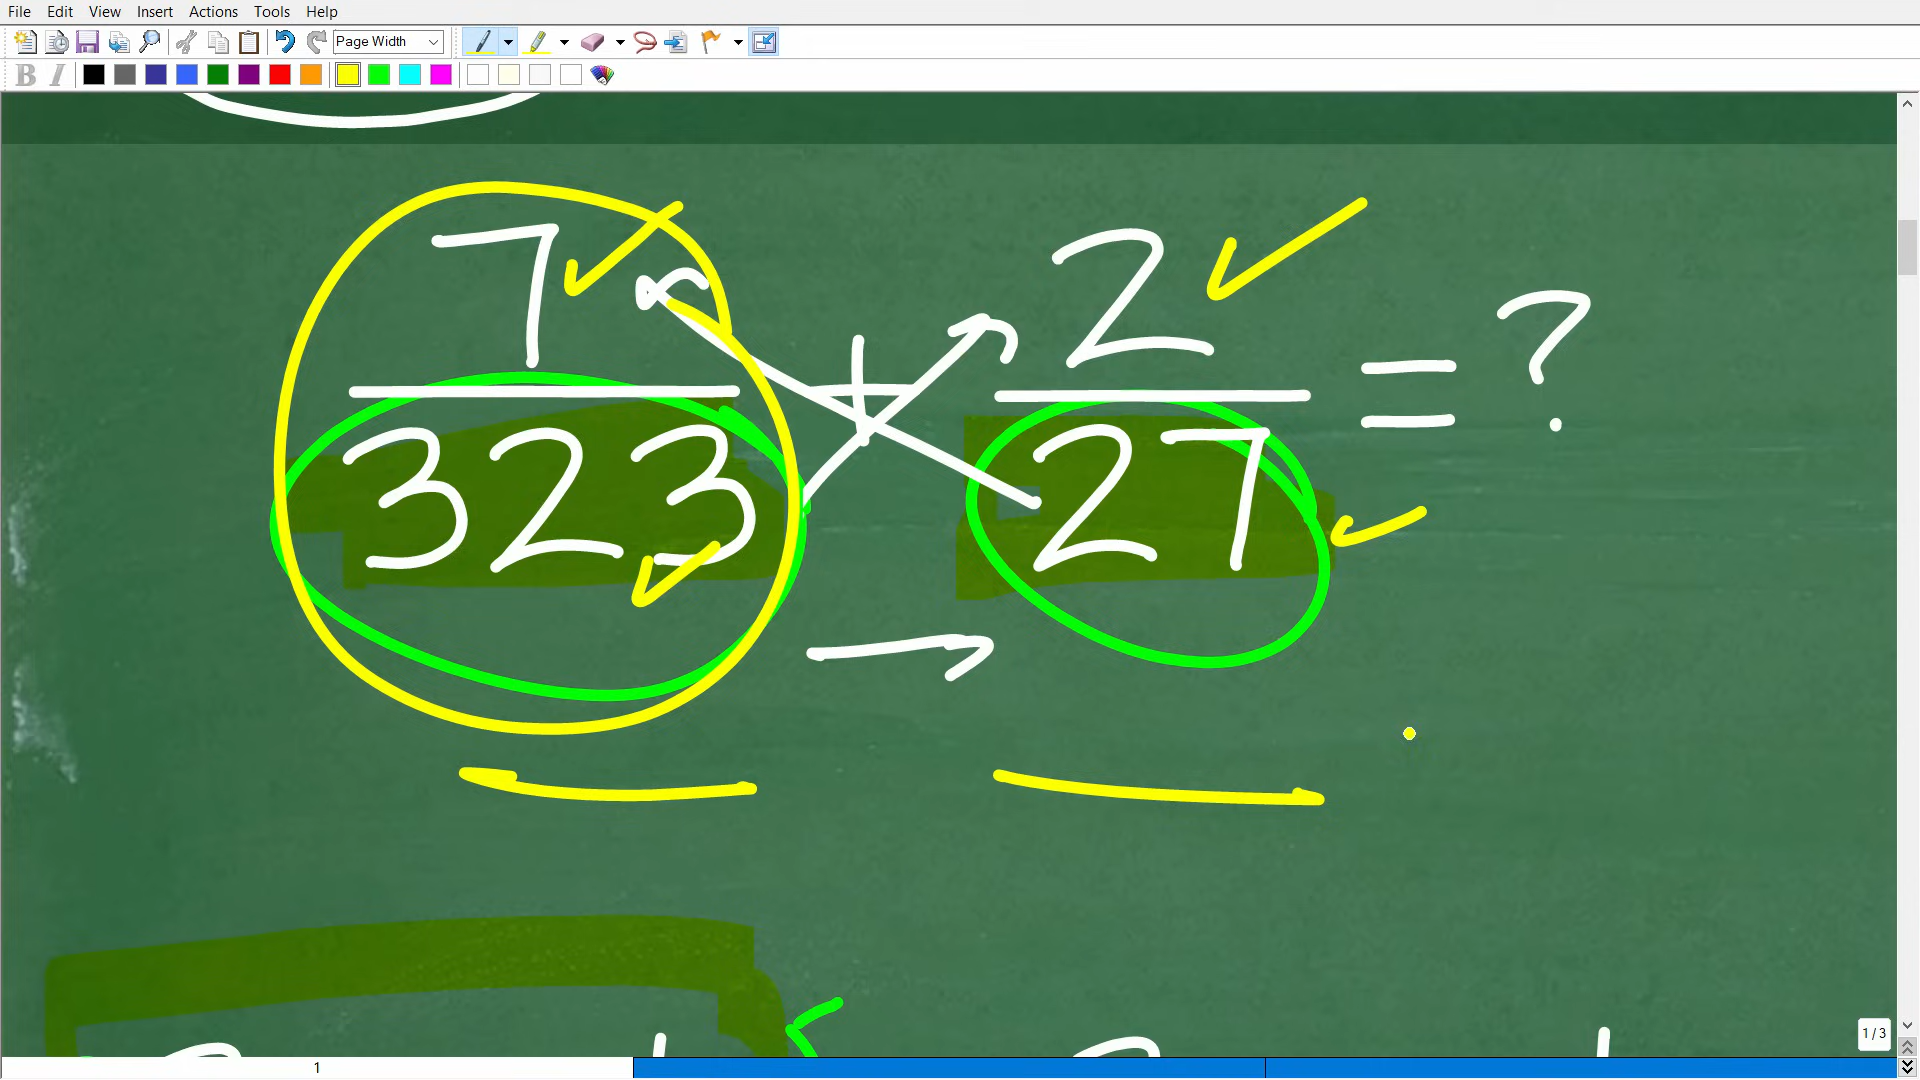 File Edit View Insert Actions Tools Help
Page Width
B I
7/323 + 2/27 = ?
1 / 3
1